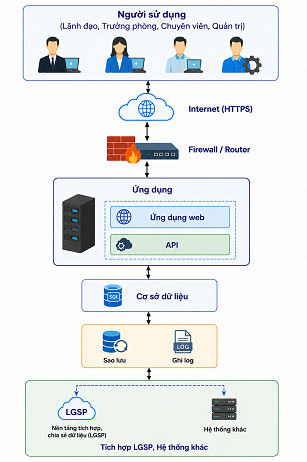 Người sử dụng
(Lãnh đạo, Trưởng phòng, Chuyên viên, Quản trị)
Internet (HTTPS)
Firewall / Router
Ứng dụng
Ứng dụng web
API
SQL
Cơ sở dữ liệu
LOG
Sao lưu
Ghi log
LGSP
Nền tảng tích hợp,
chia sẻ dữ liệu (LGSP)
Hệ thống khác
Tích hợp LGSP, Hệ thống khác